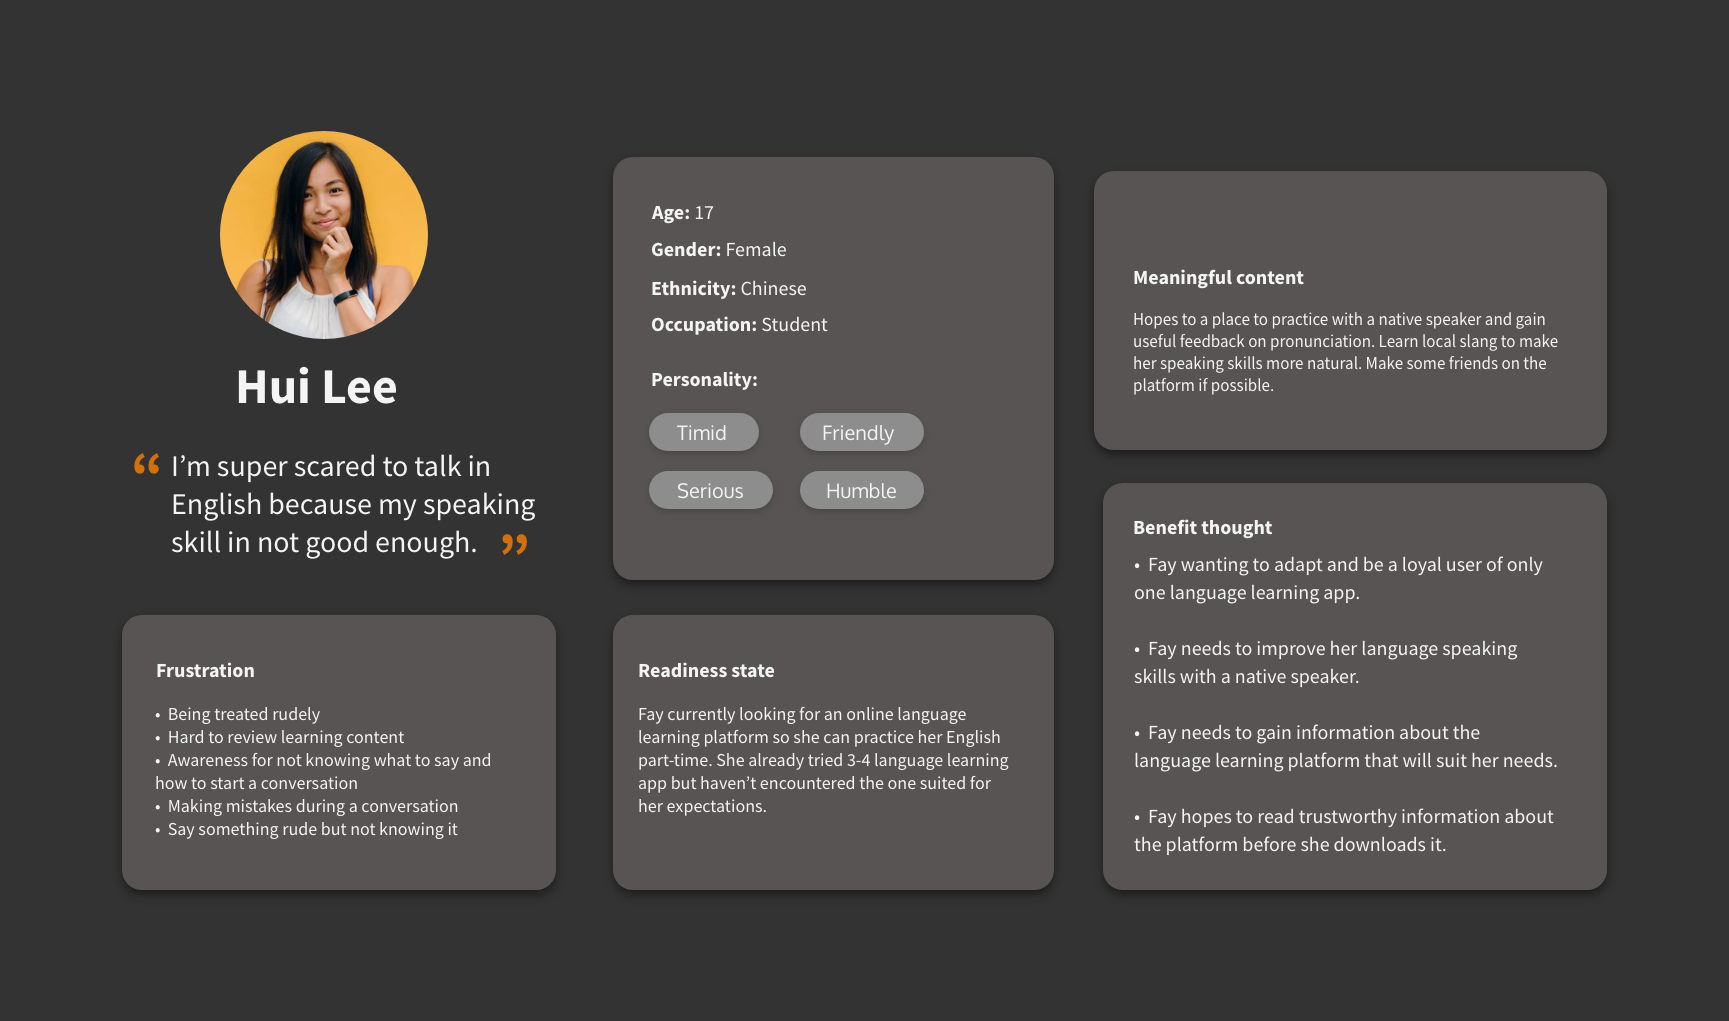 Hui Lee
“ I’m super scared to talk in
English because my speaking
skill in not good enough. ”
Age: 17
Gender: Female
Ethnicity: Chinese
Occupation: Student
Personality:
Timid Friendly
Serious Humble
Meaningful content
Hopes to a place to practice with a native speaker and gain
useful feedback on pronunciation. Learn local slang to make
her speaking skills more natural. Make some friends on the
platform if possible.
Frustration
• Being treated rudely
• Hard to review learning content
• Awareness for not knowing what to say and
how to start a conversation
• Making mistakes during a conversation
• Say something rude but not knowing it
Readiness state
Fay currently looking for an online language
learning platform so she can practice her English
part-time. She already tried 3-4 language learning
app but haven’t encountered the one suited for
her expectations.
Benefit thought
• Fay wanting to adapt and be a loyal user of only
one language learning app.
• Fay needs to improve her language speaking
skills with a native speaker.
• Fay needs to gain information about the
language learning platform that will suit her needs.
• Fay hopes to read trustworthy information about
the platform before she downloads it.